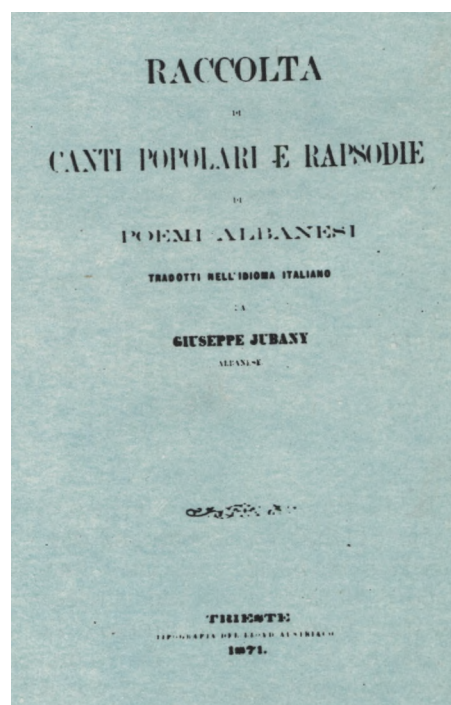 RACCOLTA
DI
CANTI POPOLARI E RAPSODIE
DI
POEMI ALBANESI
TRADOTTI NELL'IDIOMA ITALIANO
DA
GIUSEPPE JUBANY
ALBANESE
TRIESTE
TIPOGRAFIA DEL LLOYD AUSTRIACO
1871.